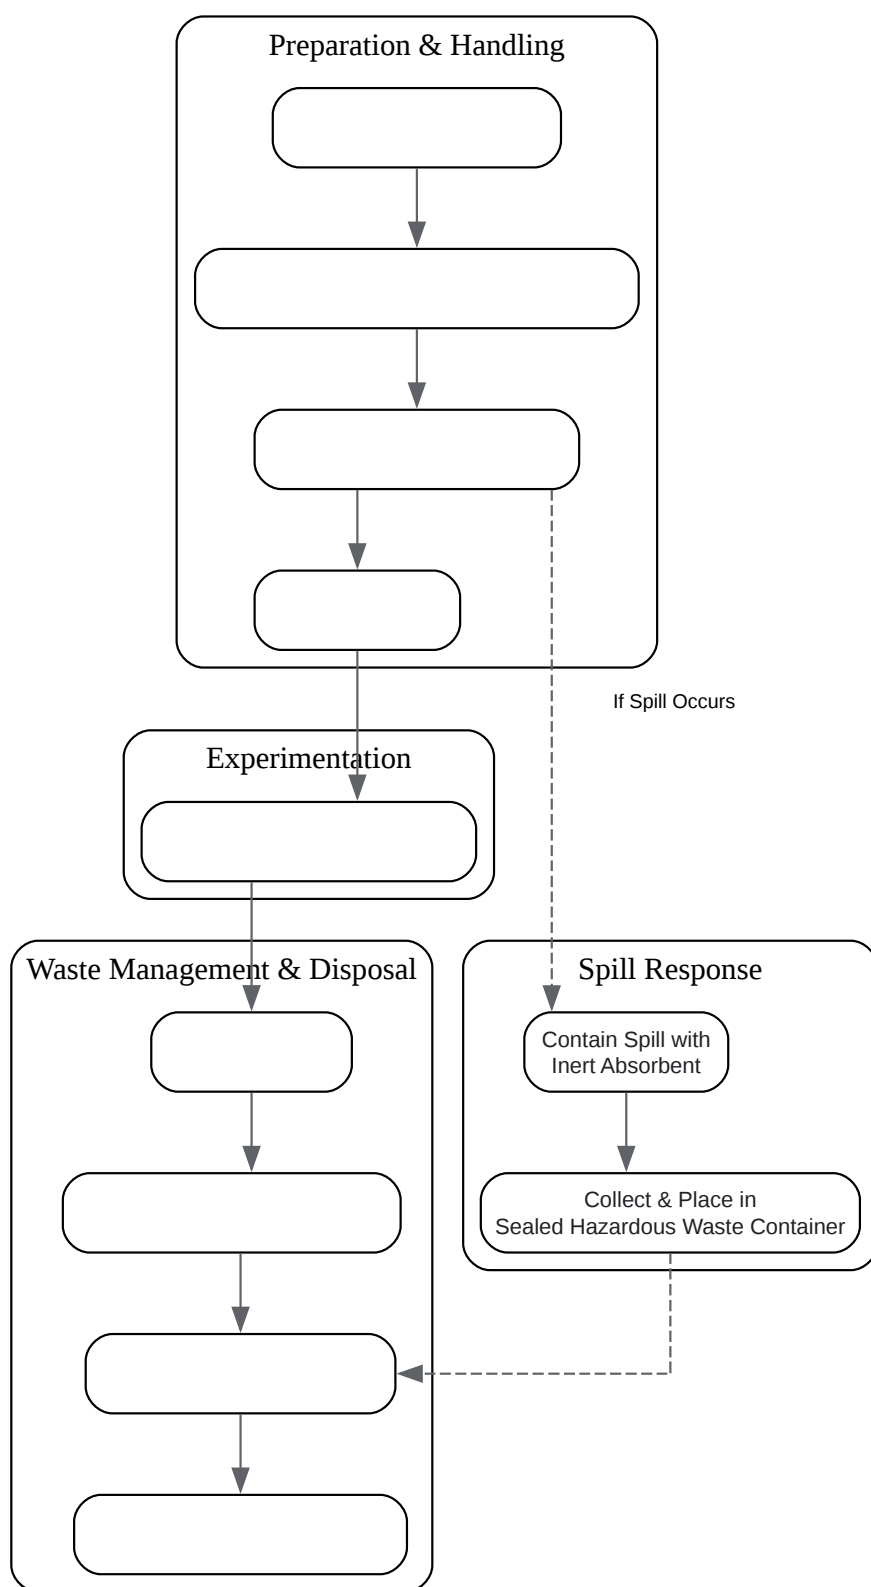 Preparation & Handling
If Spill Occurs
Experimentation
Waste Management & Disposal
Spill Response
Contain Spill with
Inert Absorbent
Collect & Place in
Sealed Hazardous Waste Container